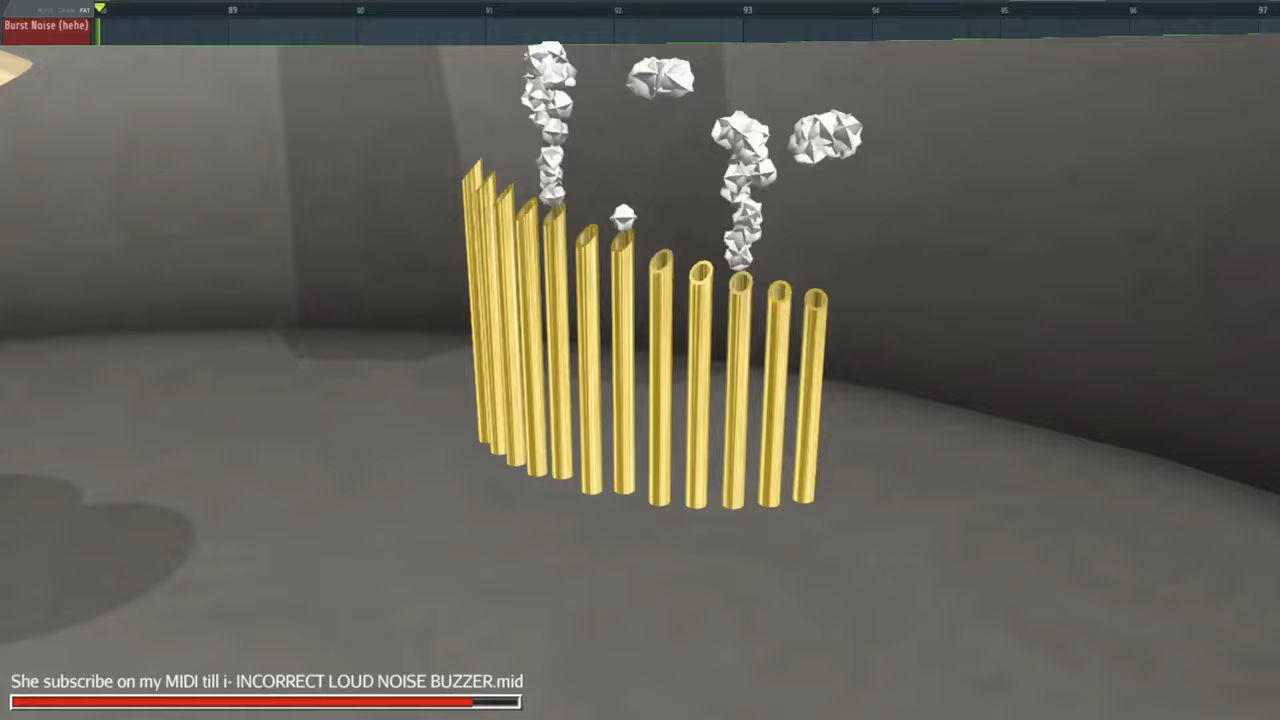 89 90 91 92 93 94 95 96 97
Burst Noise (hehe)
She subscribe on my MIDI till i- INCORRECT LOUD NOISE BUZZER.mid